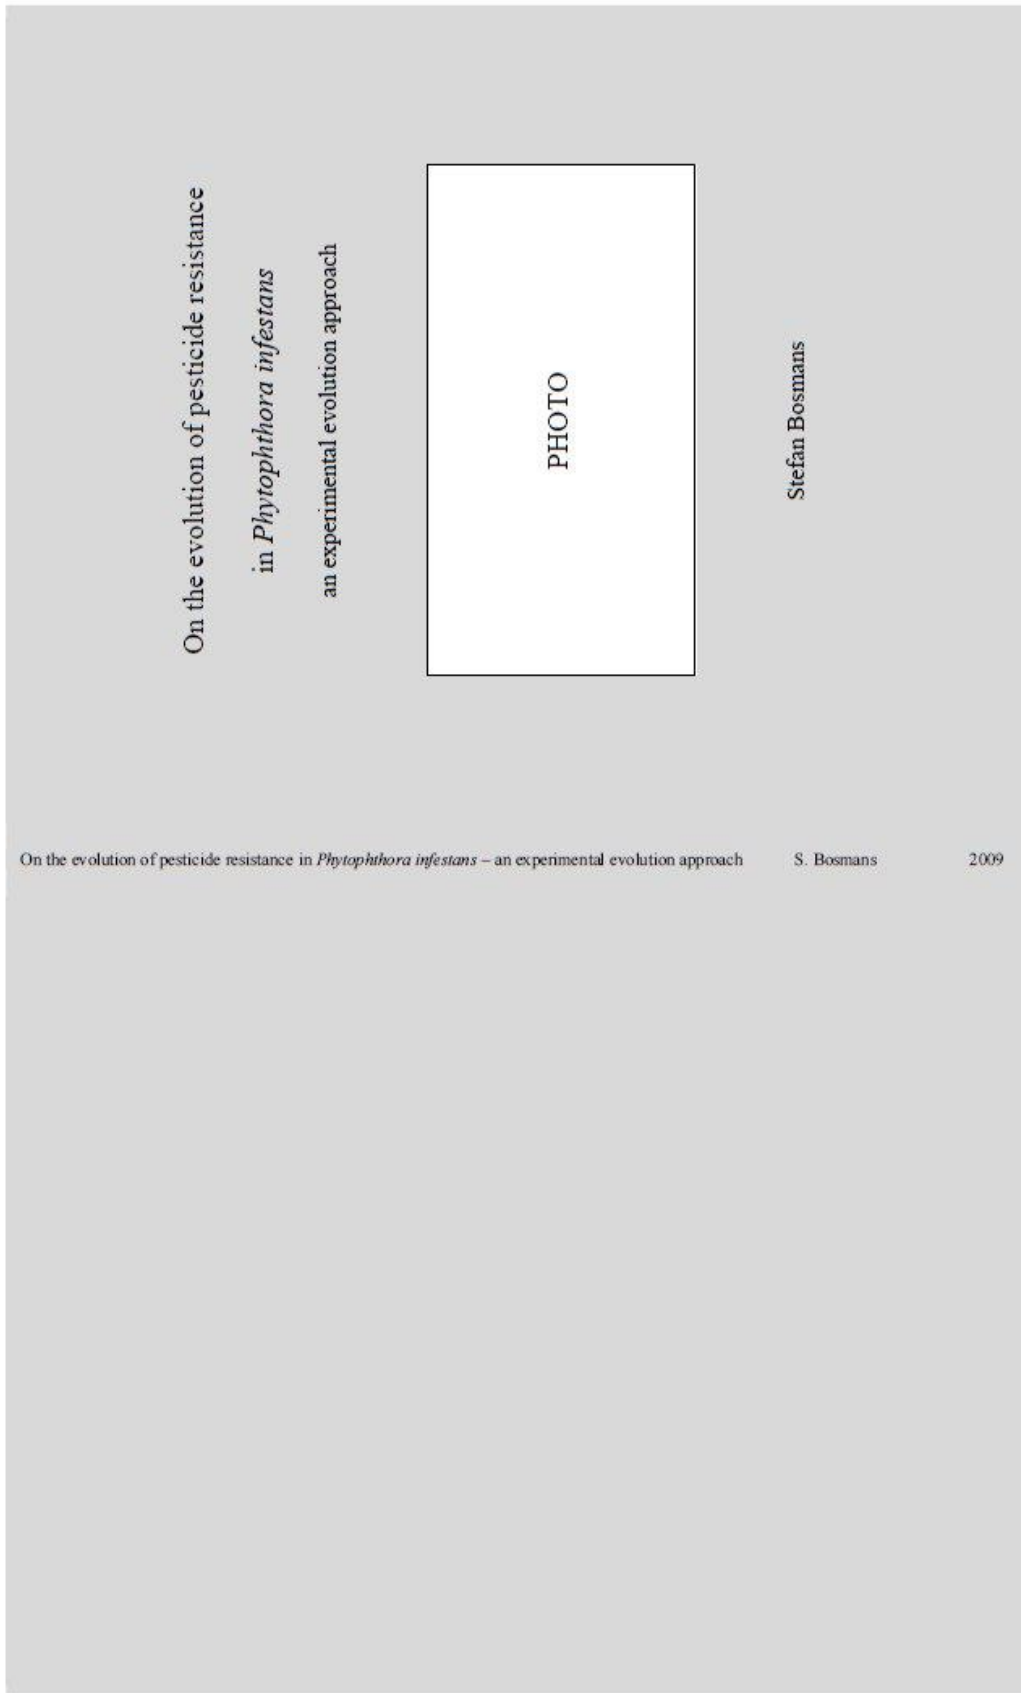 On the evolution of pesticide resistance
in Phytophthora infestans
an experimental evolution approach
PHOTO
Stefan Bosmans
On the evolution of pesticide resistance in Phytophthora infestans – an experimental evolution approach S. Bosmans 2009